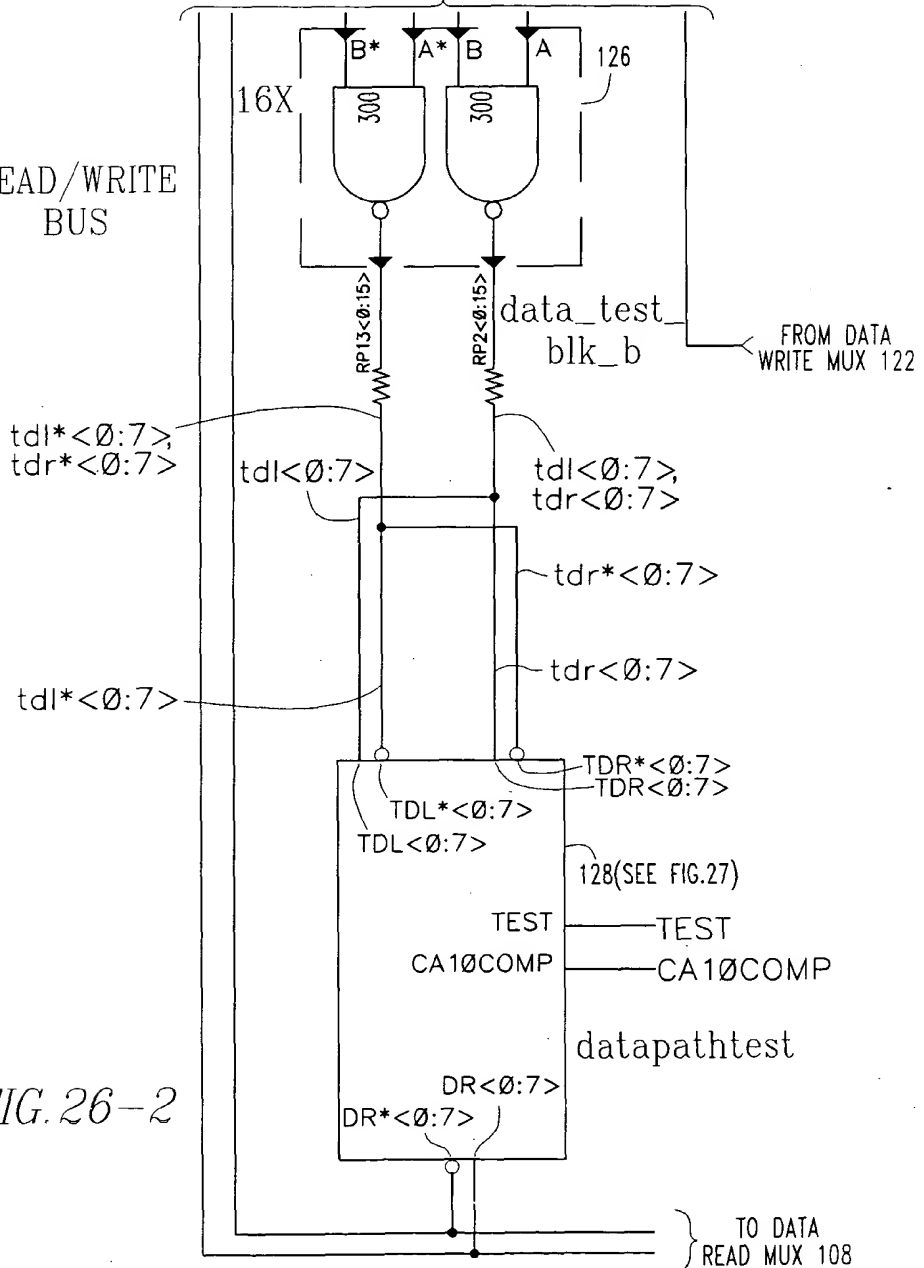 B*
A*
B
A
126
16X
300
300
EAD/WRITE
BUS
RP13<0:15>
RP2<0:15>
data_test_
blk_b
FROM DATA
WRITE MUX 122
tdl*<0:7>,
tdr*<0:7>
tdl<0:7>
tdl<0:7>,
tdr<0:7>
tdr*<0:7>
tdr<0:7>
tdl*<0:7>
TDR*<0:7>
TDR<0:7>
TDL*<0:7>
TDL<0:7>
128(SEE FIG.27)
TEST
TEST
CA10COMP
CA10COMP
datapathtest
DR<0:7>
DR*<0:7>
IG. 26-2
TO DATA
READ MUX 108